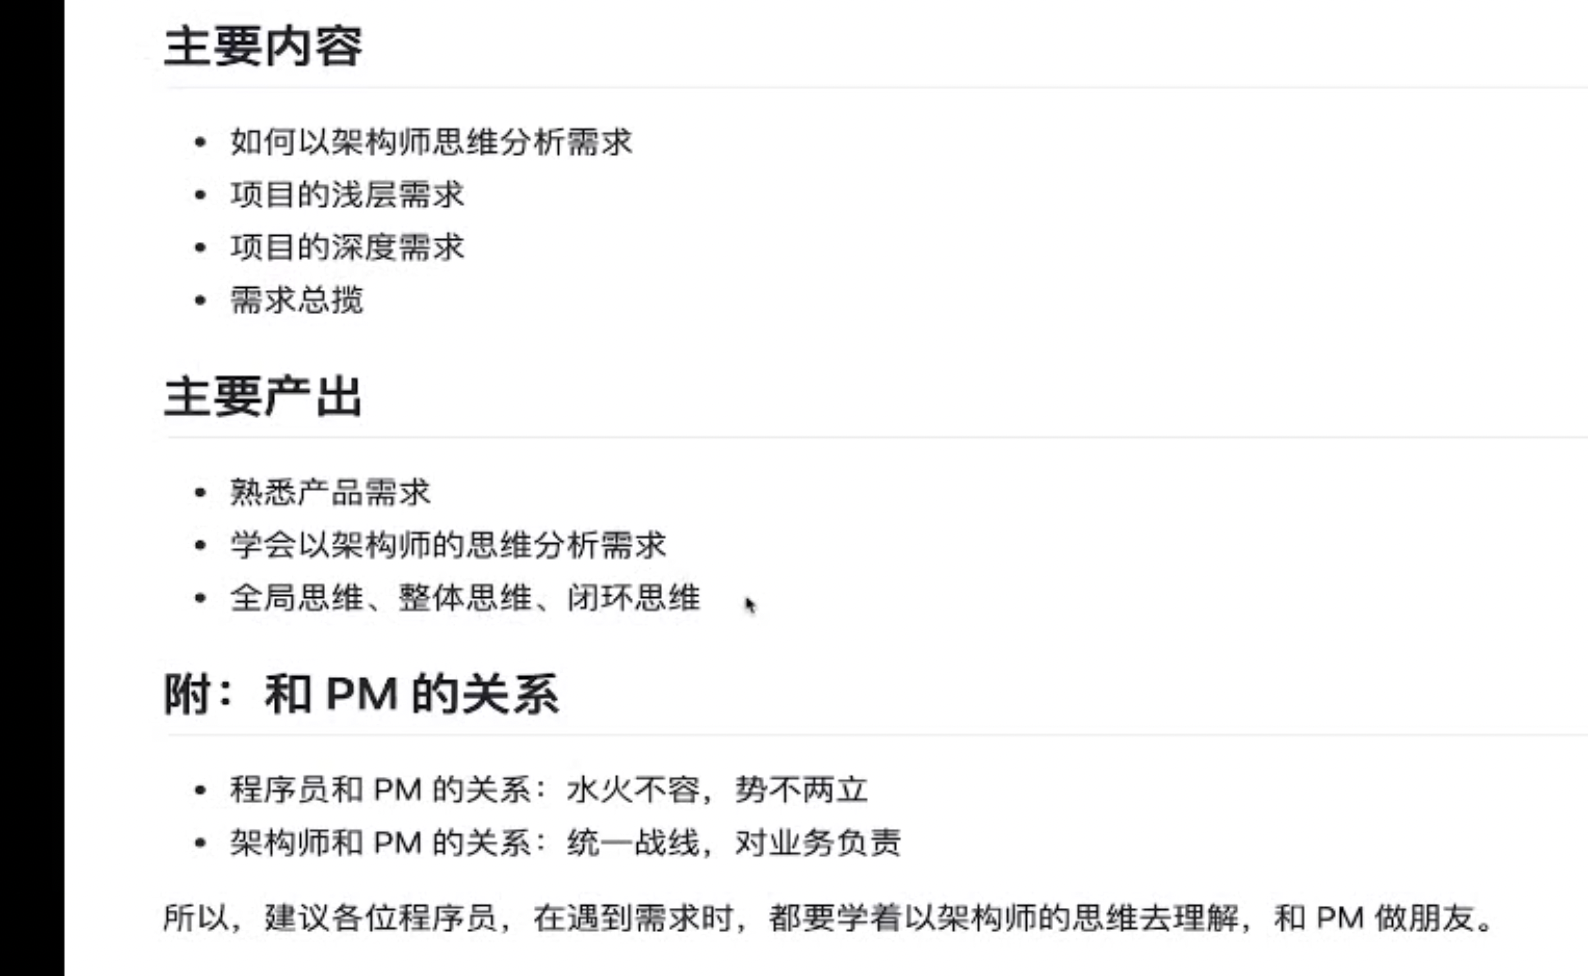 主要内容
如何以架构师思维分析需求
项目的浅层需求
项目的深度需求
需求总揽
主要产出
熟悉产品需求
学会以架构师的思维分析需求
全局思维、整体思维、闭环思维
附：和 PM 的关系
程序员和 PM 的关系：水火不容，势不两立
架构师和 PM 的关系：统一战线，对业务负责
所以，建议各位程序员，在遇到需求时，都要学着以架构师的思维去理解，和 PM 做朋友。